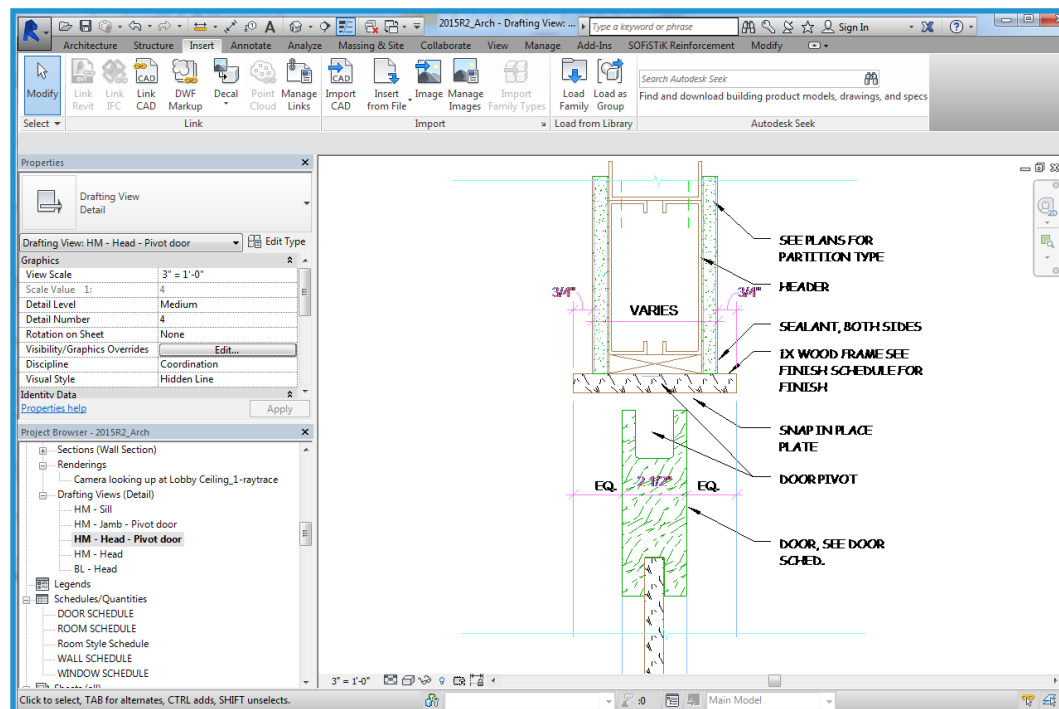 2015R2_Arch - Drafting View: ...
Type a keyword or phrase
Sign In
Architecture Structure Insert Annotate Analyze Massing & Site Collaborate View Manage Add-Ins SOFiSTiK Reinforcement Modify
Modify
Link Revit
Link IFC
Link CAD
DWF Markup
Decal
Point Cloud
Manage Links
Import CAD
Insert from File
Image
Manage Images
Import Family Types
Load Family
Load as Group
Search Autodesk Seek
Find and download building product models, drawings, and specs
Select
Link
Import
Load from Library
Autodesk Seek
Properties
Drafting View
Detail
Drafting View: HM - Head - Pivot door
Edit Type
Graphics
View Scale 3" = 1'-0"
Scale Value 1: 4
Detail Level Medium
Detail Number 4
Rotation on Sheet None
Visibility/Graphics Overrides Edit...
Discipline Coordination
Visual Style Hidden Line
Identity Data
Properties help
Apply
Project Browser - 2015R2_Arch
Sections (Wall Section)
Renderings
Camera looking up at Lobby Ceiling_1-raytrace
Drafting Views (Detail)
HM - Sill
HM - Jamb - Pivot door
HM - Head - Pivot door
HM - Head
BL - Head
Legends
Schedules/Quantities
DOOR SCHEDULE
ROOM SCHEDULE
Room Style Schedule
WALL SCHEDULE
WINDOW SCHEDULE
Sheets (all)
2D
SEE PLANS FOR
PARTITION TYPE
HEADER
3/4"
3/4"
VARIES
SEALANT, BOTH SIDES
1X WOOD FRAME SEE
FINISH SCHEDULE FOR
FINISH
SNAP IN PLACE
PLATE
DOOR PIVOT
EQ. 2 1/2" EQ.
DOOR, SEE DOOR
SCHED.
3" = 1'-0"
Click to select, TAB for alternates, CTRL adds, SHIFT unselects.
:0
Main Model